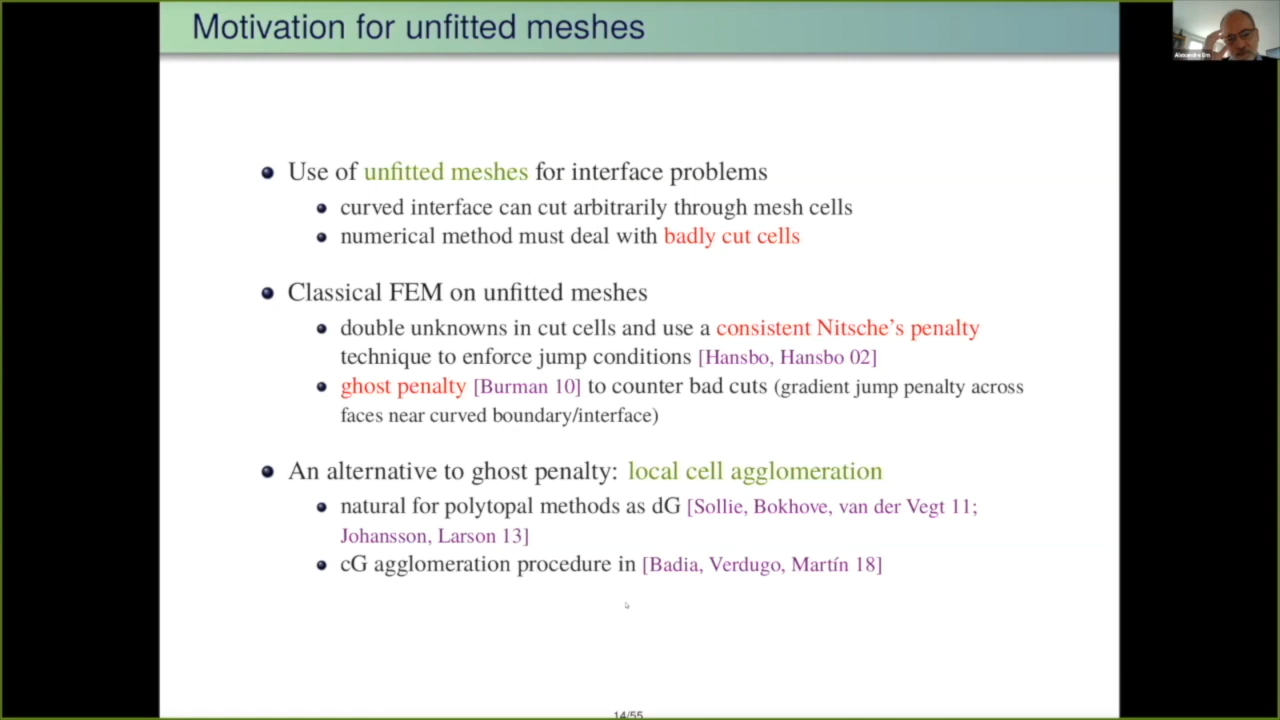 Motivation for unfitted meshes
Use of unfitted meshes for interface problems
curved interface can cut arbitrarily through mesh cells
numerical method must deal with badly cut cells
Classical FEM on unfitted meshes
double unknowns in cut cells and use a consistent Nitsche's penalty
technique to enforce jump conditions [Hansbo, Hansbo 02]
ghost penalty [Burman 10] to counter bad cuts (gradient jump penalty across
faces near curved boundary/interface)
An alternative to ghost penalty: local cell agglomeration
natural for polytopal methods as dG [Sollie, Bokhove, van der Vegt 11;
Johansson, Larson 13]
cG agglomeration procedure in [Badia, Verdugo, Martín 18]
14/55
Alexandre Ern